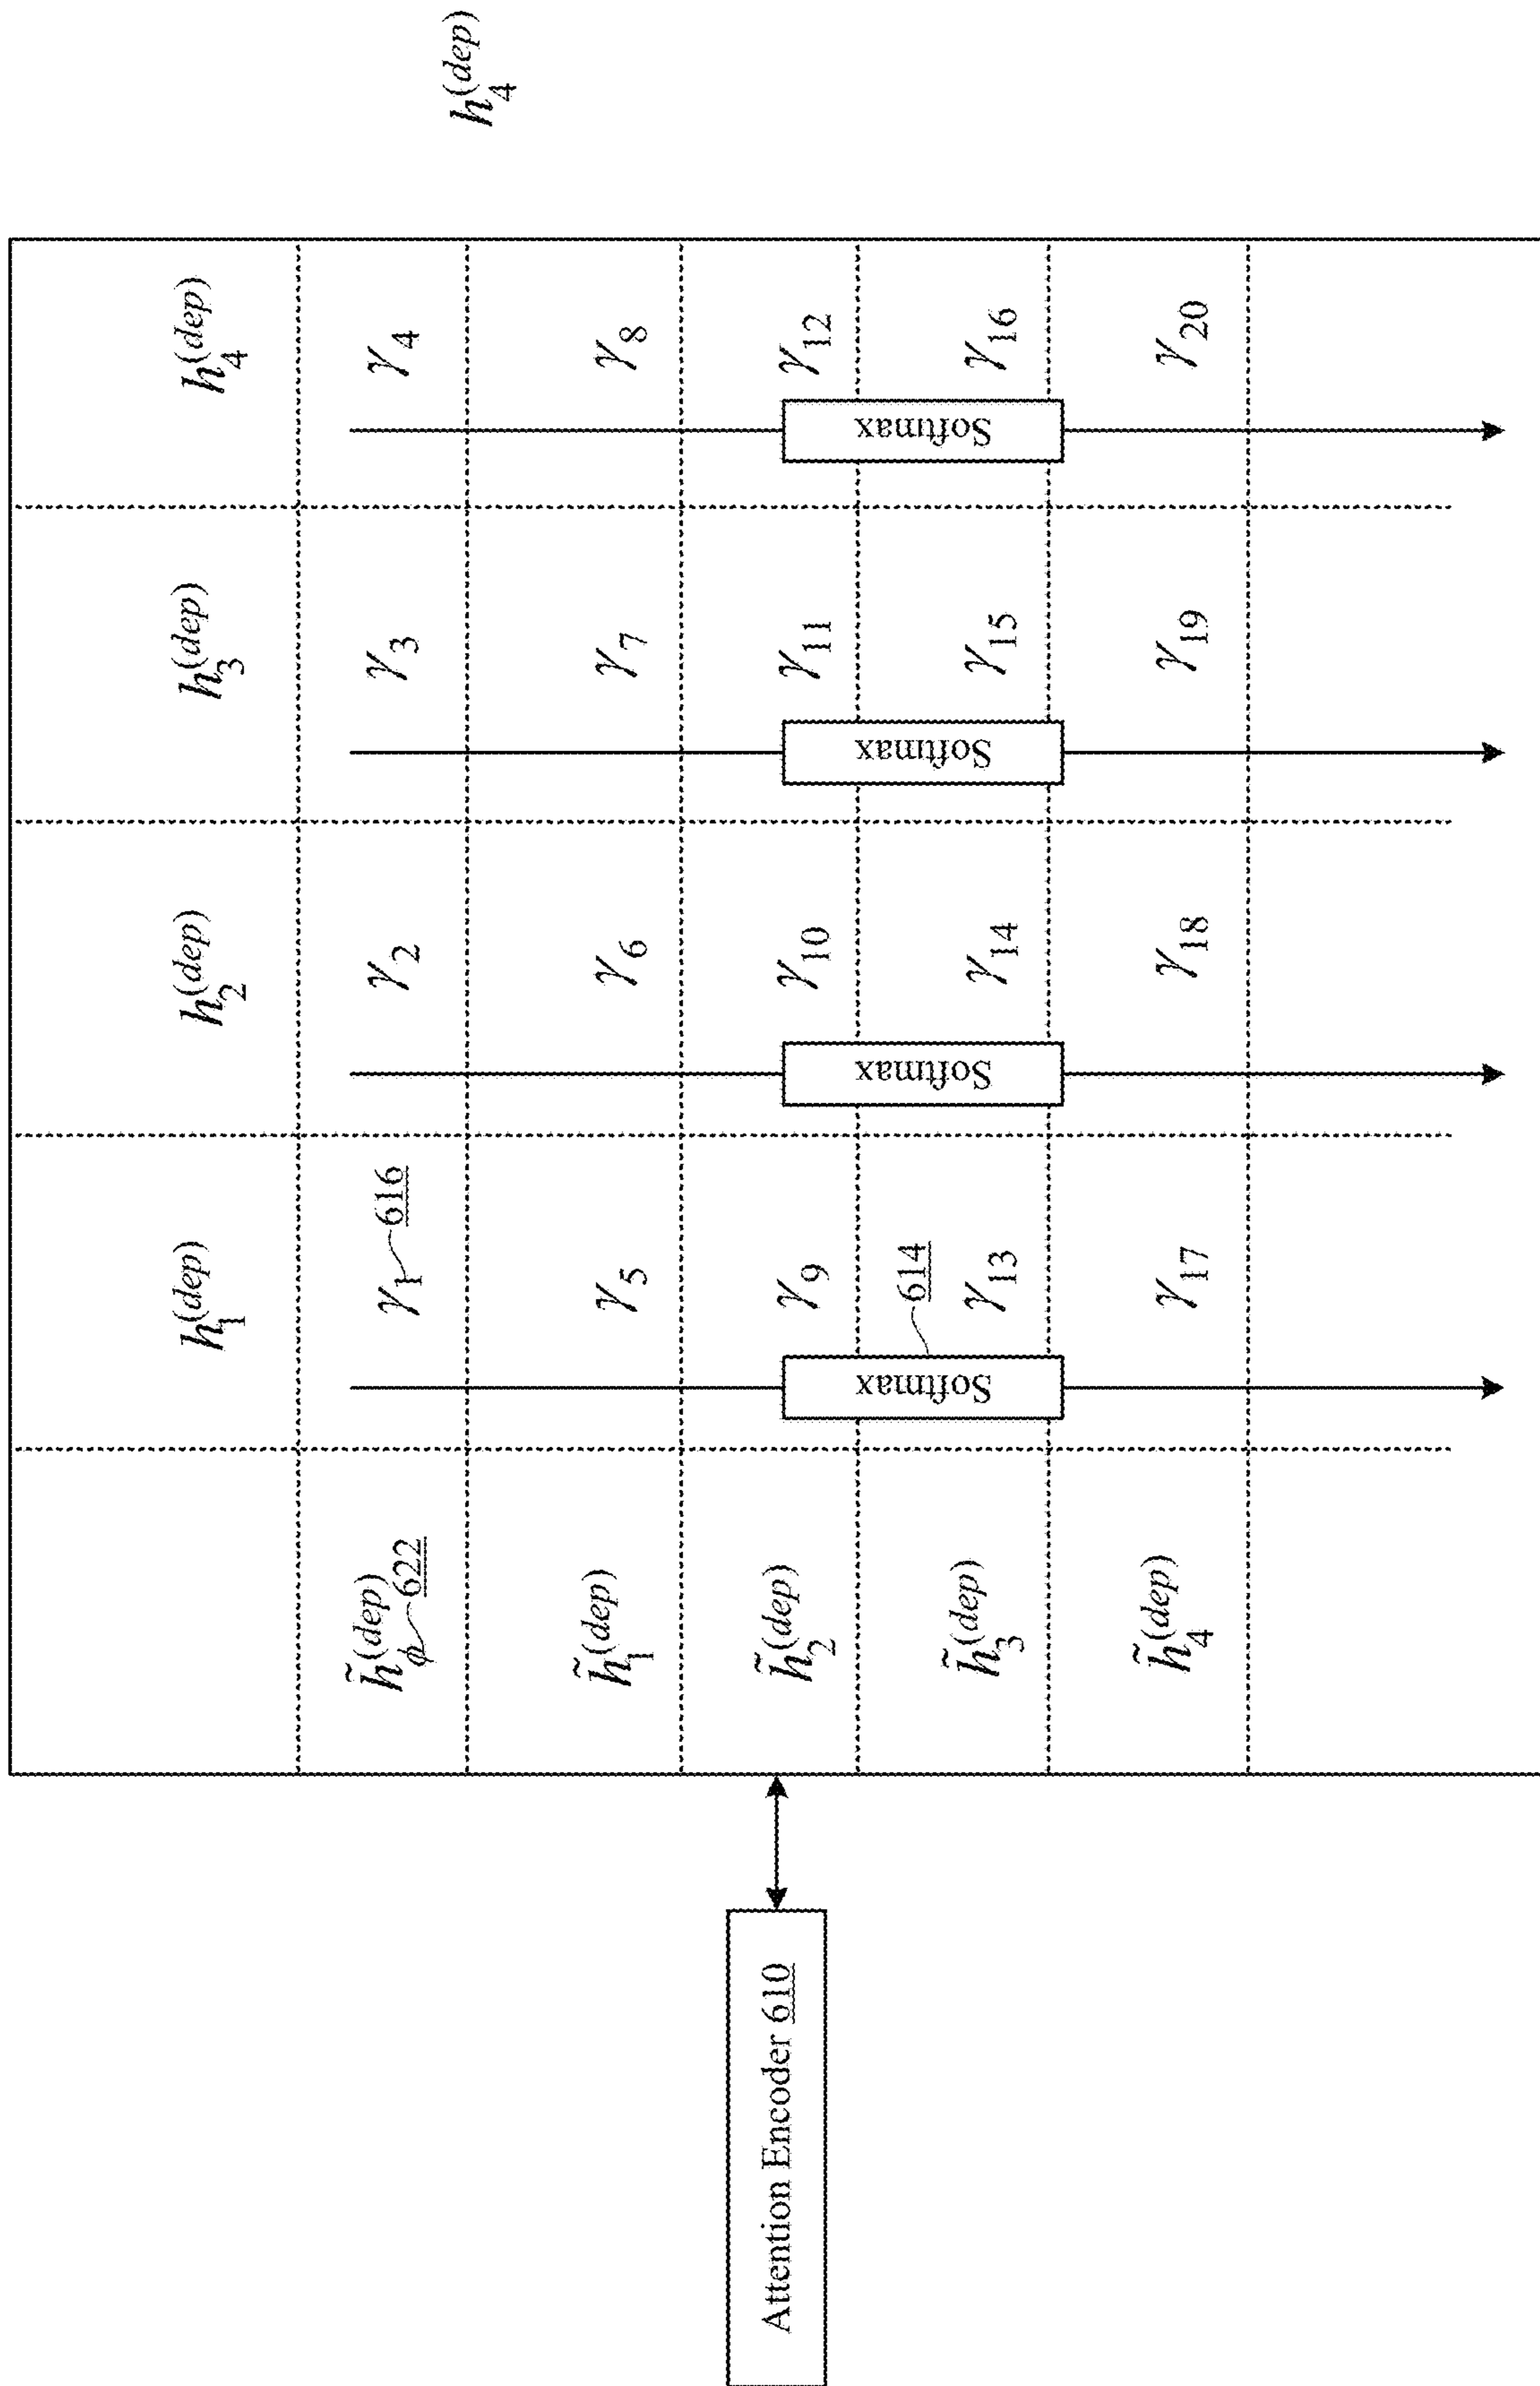 h_4^{(dep)}
h_1^{(dep)} h_2^{(dep)} h_3^{(dep)} h_4^{(dep)}
h̃_ϕ^{(dep)} 622 γ_1 616 γ_2 γ_3 γ_4
h̃_1^{(dep)} γ_5 γ_6 γ_7 γ_8
h̃_2^{(dep)} γ_9 γ_10 γ_11 γ_12
614
Softmax Softmax Softmax Softmax
h̃_3^{(dep)} γ_13 γ_14 γ_15 γ_16
h̃_4^{(dep)} γ_17 γ_18 γ_19 γ_20
Attention Encoder 610